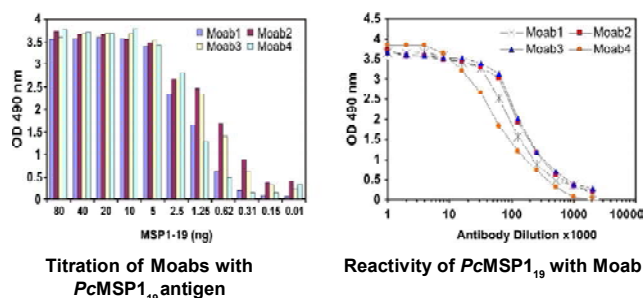 Moab1 Moab2
Moab3 Moab4
4
3.5
3
2.5
2
1.5
1
0.5
0
OD 490 nm
80 40 20 10 5 2.5 1.25 0.62 0.31 0.15 0.01
MSP1-19 (ng)
Titration of Moabs with
PcMSP1₁₉ antigen
Moab1 Moab2
Moab3 Moab4
4.5
4
3.5
3
2.5
2
1.5
1
0.5
0
OD 490 nm
1 10 100 1000 10000
Antibody Dilution x1000
Reactivity of PcMSP1₁₉ with Moab